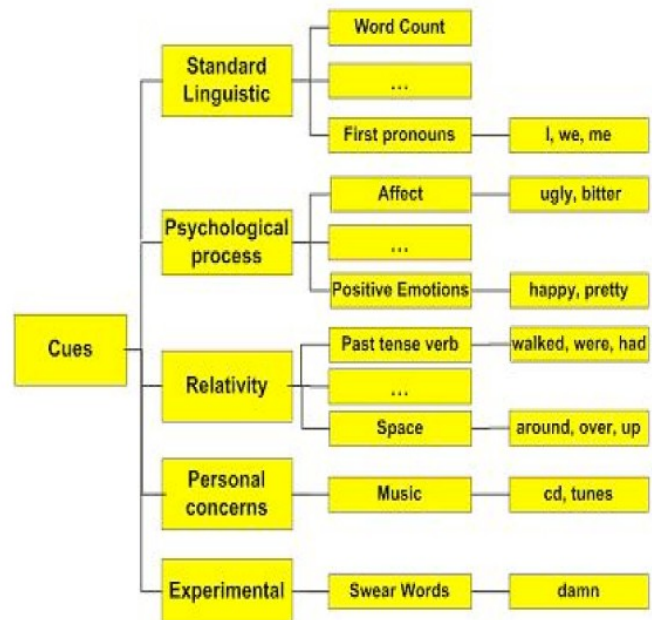 Cues
Standard
Linguistic
Word Count
...
First pronouns
I, we, me
Psychological
process
Affect
ugly, bitter
...
Positive Emotions
happy, pretty
Relativity
Past tense verb
walked, were, had
...
Space
around, over, up
Personal
concerns
Music
cd, tunes
Experimental
Swear Words
damn